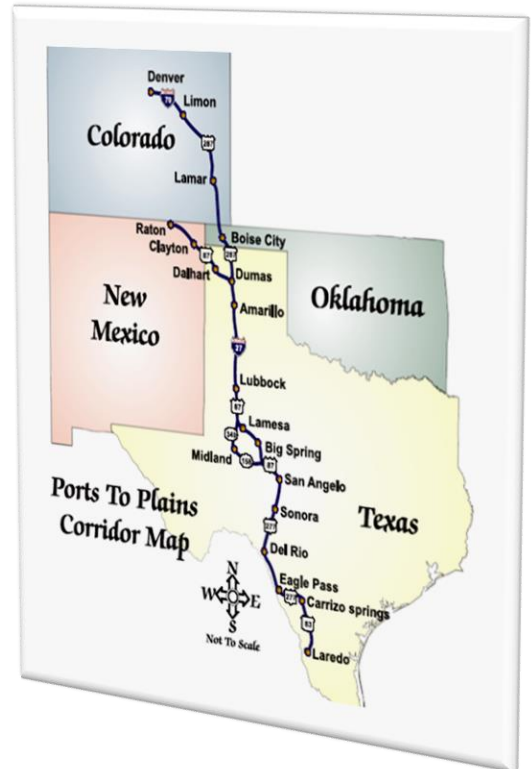 Denver
70
Limon
Colorado
287
Lamar
Raton
Boise City
Clayton
87
287
Dalhart
Dumas
New
Mexico
Oklahoma
Amarillo
27
Lubbock
87
Lamesa
349
Big Spring
Midland
158
87
San Angelo
Ports To Plains
Corridor Map
Sonora
Texas
277
Del Rio
N
W E
S
Not To Scale
Eagle Pass
277
Carrizo springs
83
Laredo